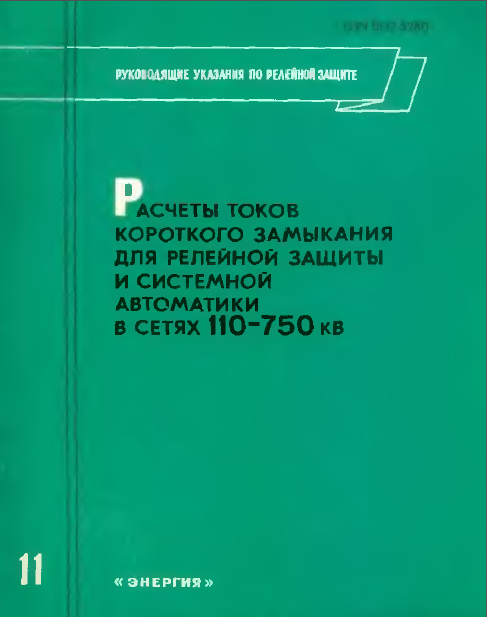 РУКОВОДЯЩИЕ УКАЗАНИЯ ПО РЕЛЕЙНОЙ ЗАЩИТЕ
РАСЧЕТЫ ТОКОВ
КОРОТКОГО ЗАМЫКАНИЯ
ДЛЯ РЕЛЕЙНОЙ ЗАЩИТЫ
И СИСТЕМНОЙ
АВТОМАТИКИ
В СЕТЯХ 110-750 КВ
11
«ЭНЕРГИЯ»